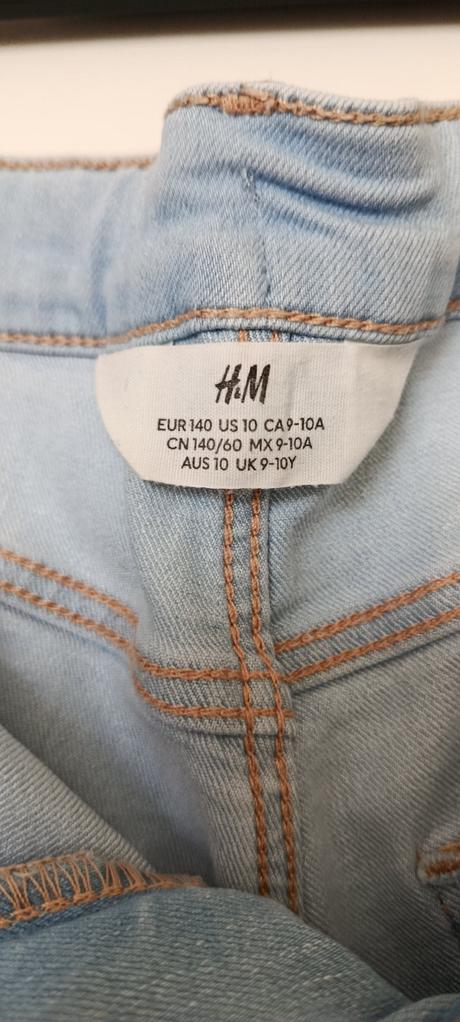 H&M
EUR 140 US 10 CA 9-10A
CN 140/60 MX 9-10A
AUS 10 UK 9-10Y